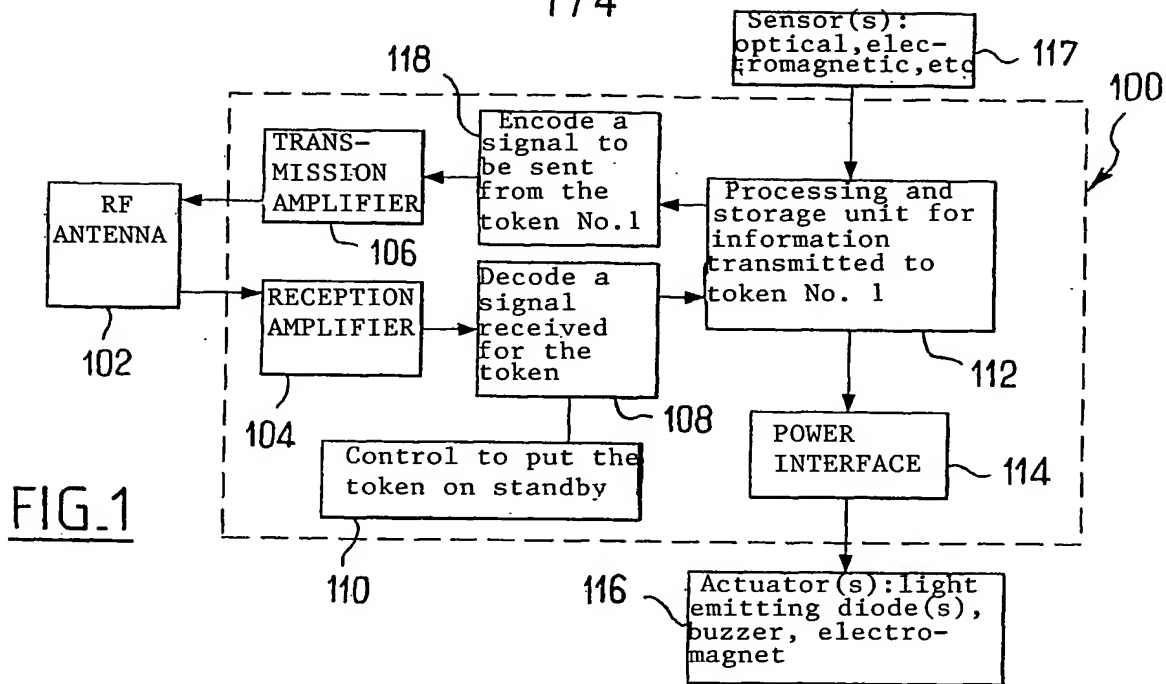 1/4
Sensor(s):
optical,elec-
tromagnetic,etc
117
118
100
TRANS-
MISSION
AMPLIFIER
106
Encode a
signal to
be sent
from the
token No.1
Processing and
storage unit for
information
transmitted to
token No. 1
112
RF
ANTENNA
102
RECEPTION
AMPLIFIER
104
Decode a
signal
received
for the
token
108
Control to put the
token on standby
110
POWER
INTERFACE
114
FIG_1
116
Actuator(s):light
emitting diode(s),
buzzer, electro-
magnet